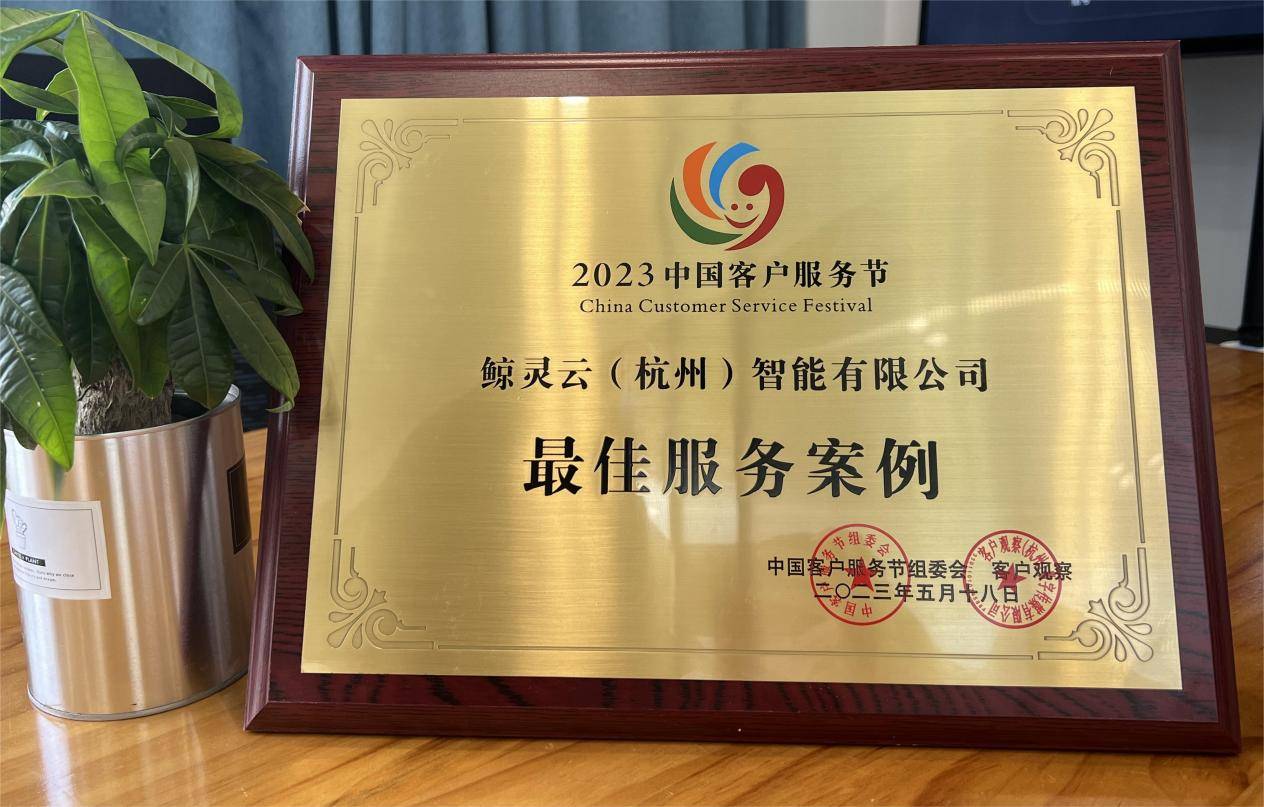 2023中国客户服务节
China Customer Service Festival
鲸灵云（杭州）智能有限公司
最佳服务案例
中国客户服务节组委会 客户观察
二〇二三年五月十八日
PLANT